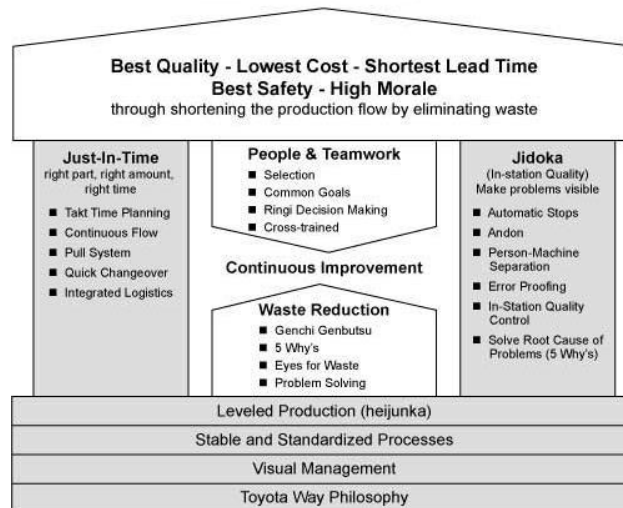 Best Quality - Lowest Cost - Shortest Lead Time
Best Safety - High Morale
through shortening the production flow by eliminating waste
Just-In-Time
right part, right amount,
right time
Takt Time Planning
Continuous Flow
Pull System
Quick Changeover
Integrated Logistics
People & Teamwork
Selection
Common Goals
Ringi Decision Making
Cross-trained
Continuous Improvement
Waste Reduction
Genchi Genbutsu
5 Why's
Eyes for Waste
Problem Solving
Jidoka
(In-station Quality)
Make problems visible
Automatic Stops
Andon
Person-Machine
Separation
Error Proofing
In-Station Quality
Control
Solve Root Cause of
Problems (5 Why's)
Leveled Production (heijunka)
Stable and Standardized Processes
Visual Management
Toyota Way Philosophy